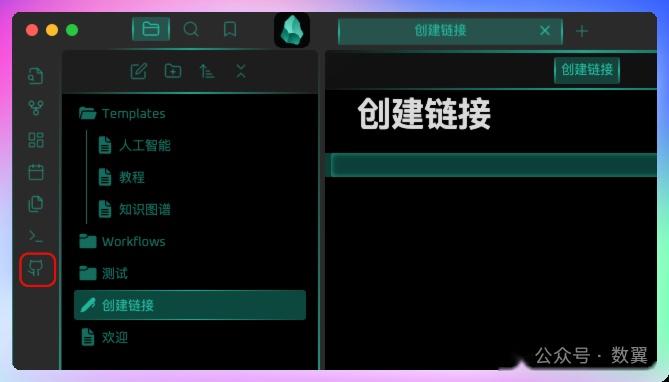 创建链接
创建链接
创建链接
Templates
人工智能
教程
知识图谱
Workflows
测试
创建链接
欢迎
公众号 · 数翼